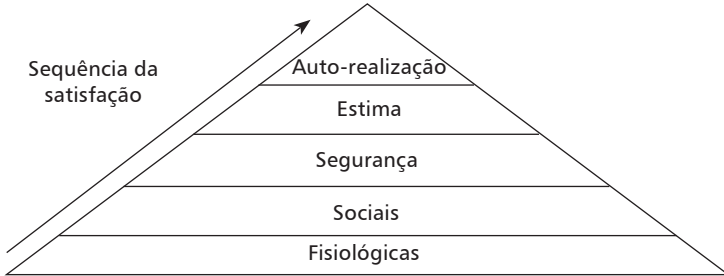 Sequência da
satisfação
Auto-realização
Estima
Segurança
Sociais
Fisiológicas